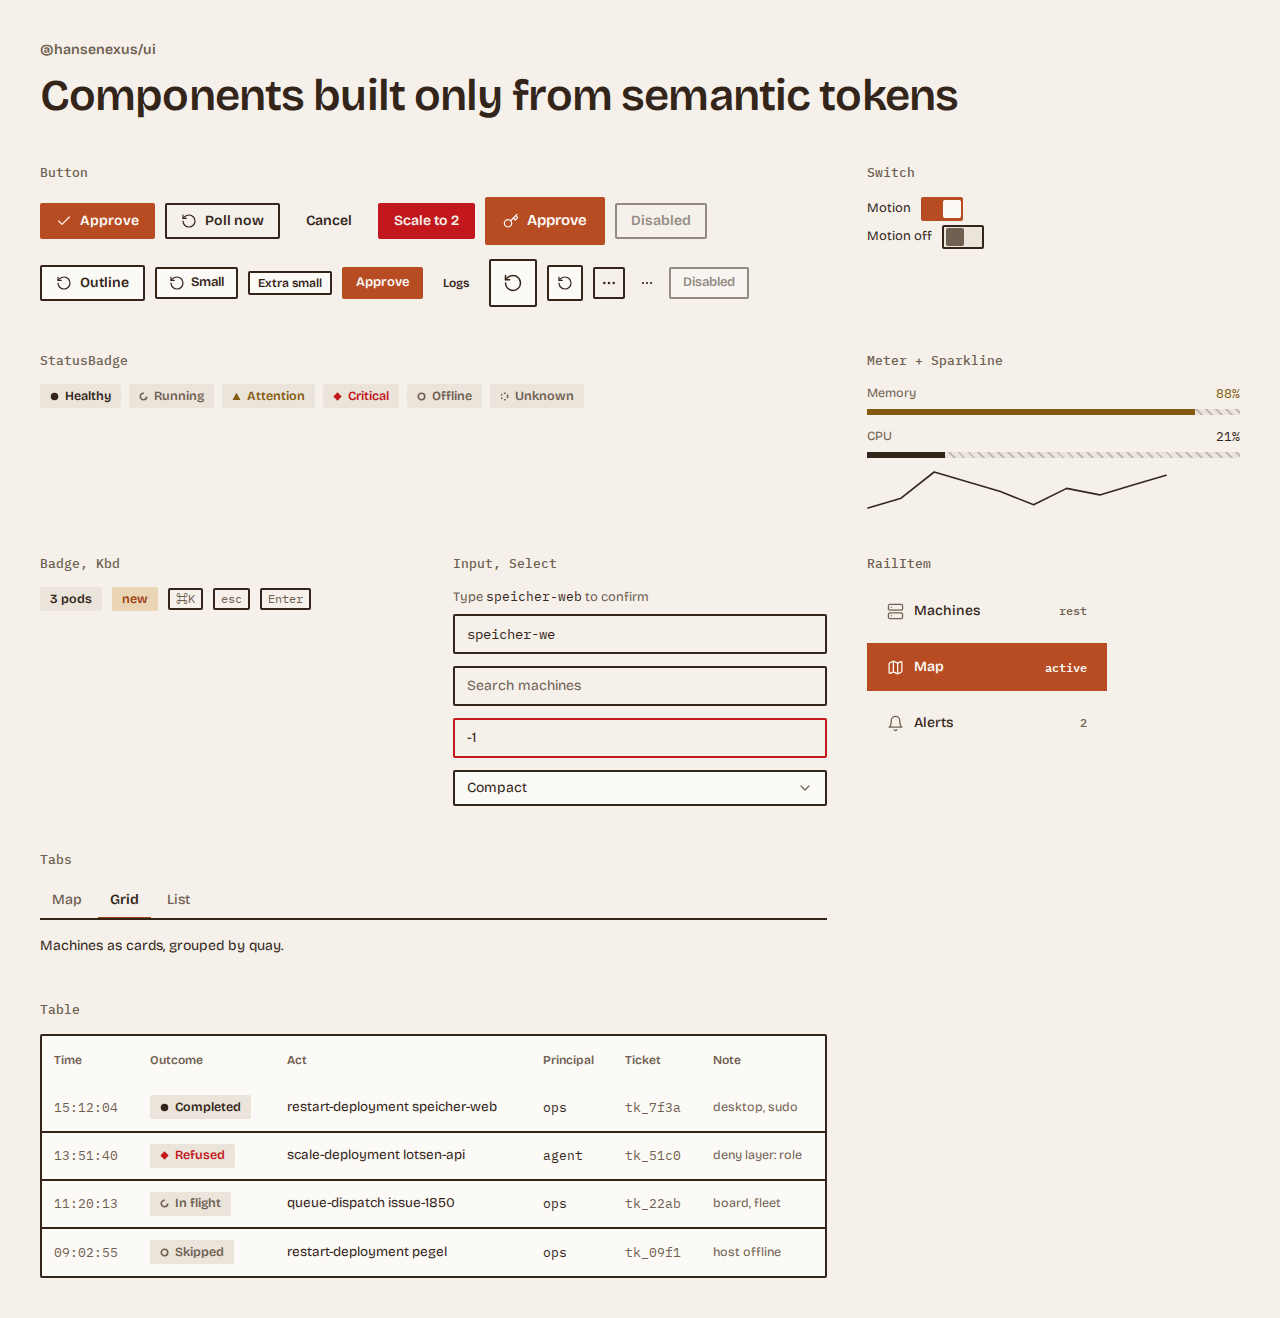 @hansenexus/ui
Components built only from semantic tokens
Button
Approve
Poll now
Cancel
Scale to 2
Approve
Disabled
Outline
Small
Extra small
Approve
Logs
Disabled
Switch
Motion
Motion off
StatusBadge
Healthy
Running
Attention
Critical
Offline
Unknown
Meter + Sparkline
Memory 88%
CPU 21%
Badge, Kbd
3 pods
new
⌘K
esc
Enter
Input, Select
Type speicher-web to confirm
speicher-we
Search machines
-1
Compact
RailItem
Machines rest
Map active
Alerts 2
Tabs
Map Grid List
Machines as cards, grouped by quay.
Table
Time Outcome Act Principal Ticket Note
15:12:04 Completed restart-deployment speicher-web ops tk_7f3a desktop, sudo
13:51:40 Refused scale-deployment lotsen-api agent tk_51c0 deny layer: role
11:20:13 In flight queue-dispatch issue-1850 ops tk_22ab board, fleet
09:02:55 Skipped restart-deployment pegel ops tk_09f1 host offline